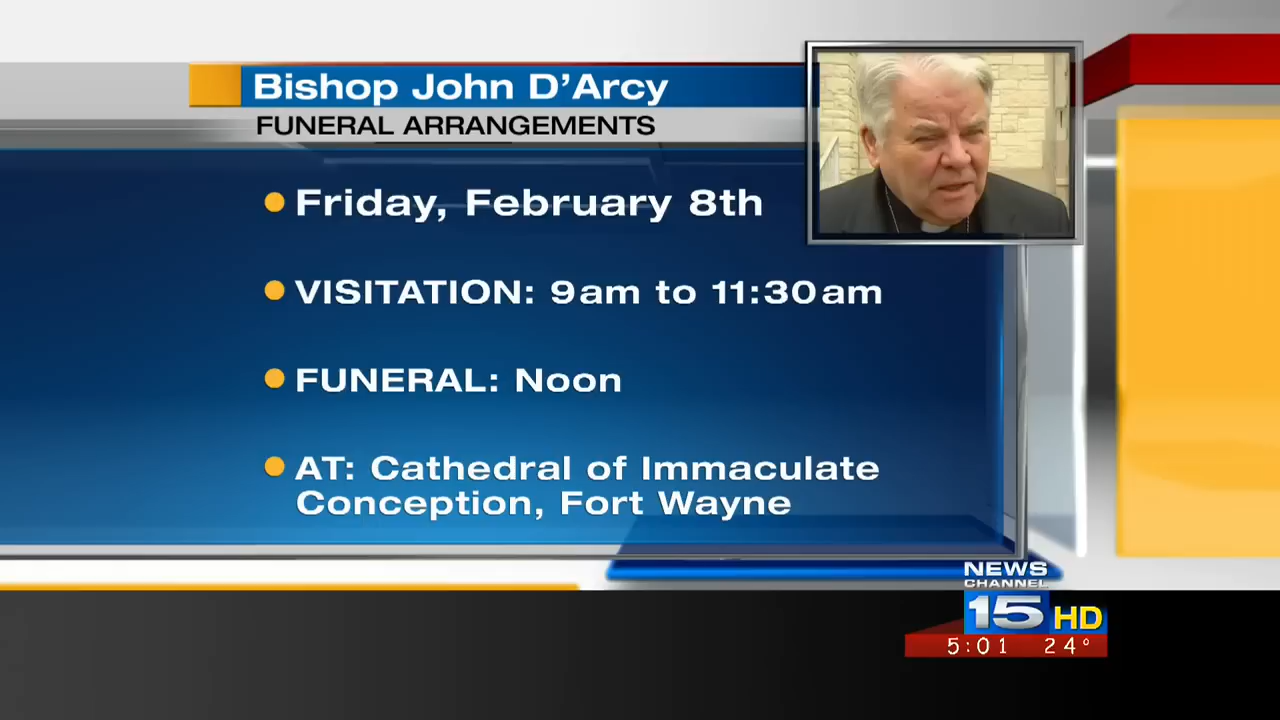 Bishop John D'Arcy
FUNERAL ARRANGEMENTS
Friday, February 8th
VISITATION: 9am to 11:30am
FUNERAL: Noon
AT: Cathedral of Immaculate
Conception, Fort Wayne
NEWS
CHANNEL
15 HD
5:01 24°